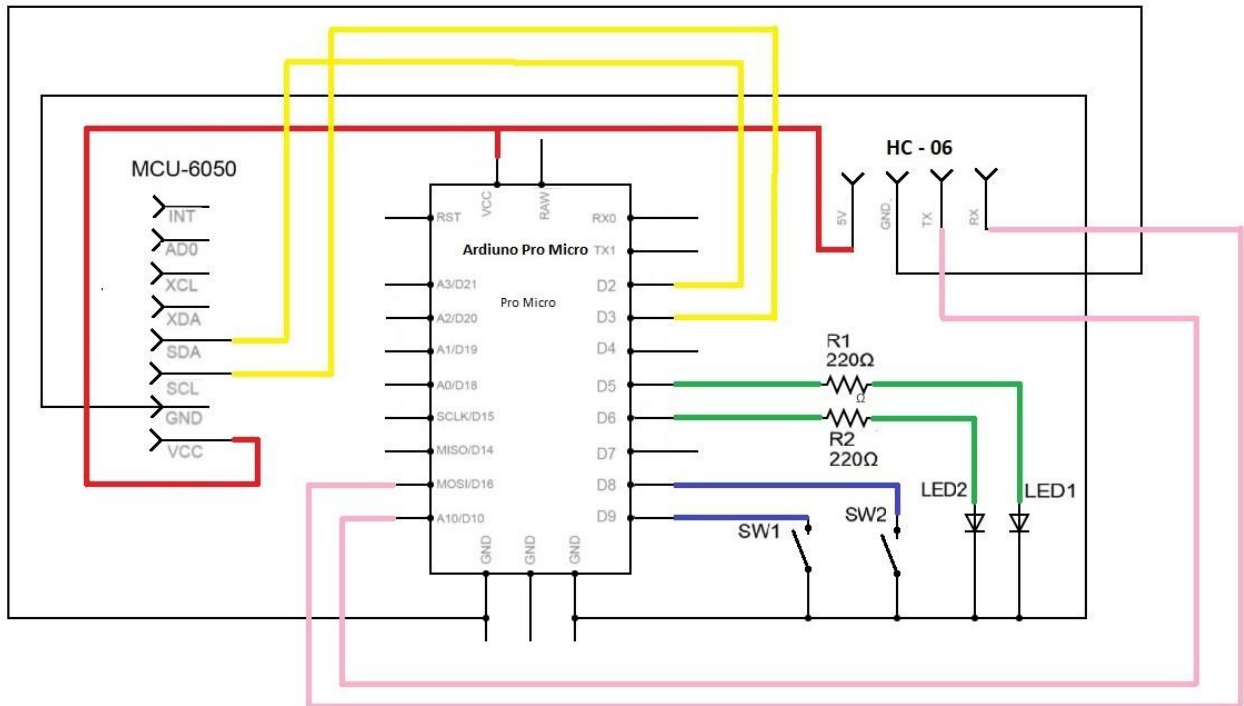 MCU-6050
INT
AD0
XCL
XDA
SDA
SCL
GND
VCC
VCC
RAW
RST
Ardiuno Pro Micro
Pro Micro
A3/D21
A2/D20
A1/D19
A0/D18
SCLK/D15
MISO/D14
MOSI/D16
A10/D10
RX0
TX1
D2
D3
D4
D5
D6
D7
D8
D9
GND
GND
GND
HC - 06
5V
GND
TX
RX
R1
220Ω
Ω
R2
220Ω
LED2
LED1
SW1
SW2